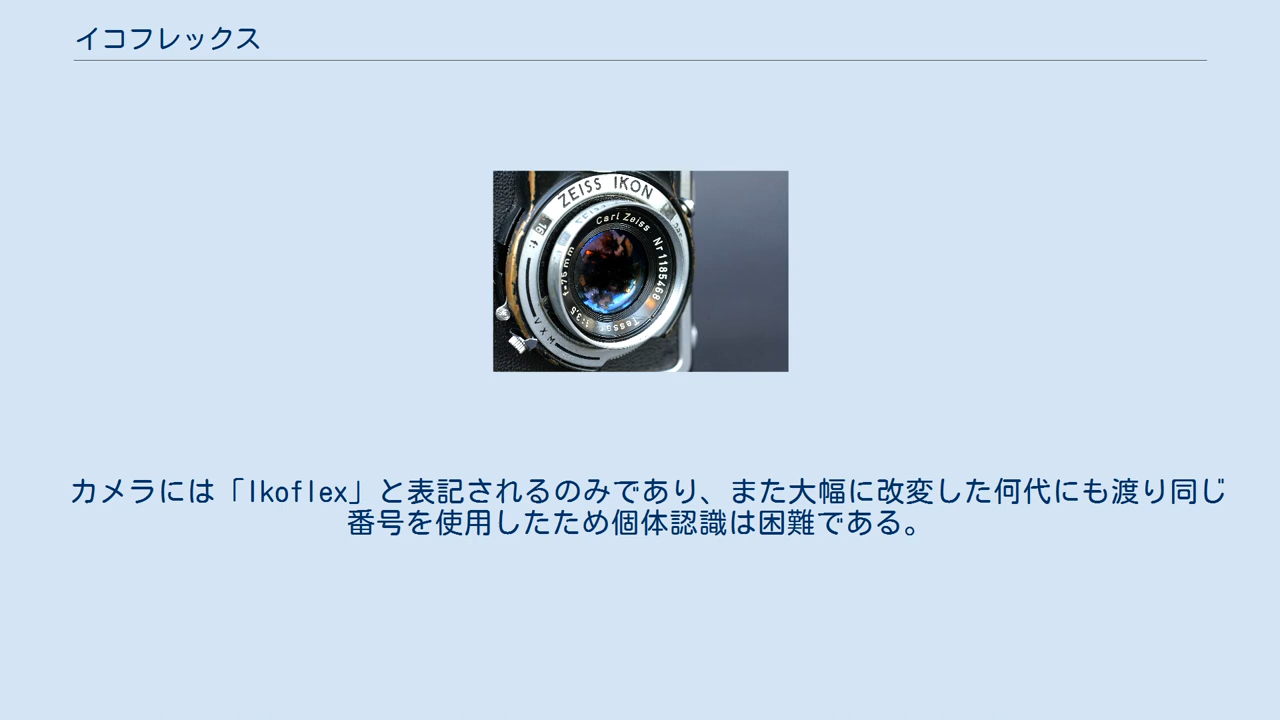 イコフレックス
ZEISS IKON
Carl Zeiss
Nr 1185468
Tessar
1:3,5
f=75mm
16
V X M
カメラには「Ikoflex」と表記されるのみであり、また大幅に改変した何代にも渡り同じ
番号を使用したため個体認識は困難である。